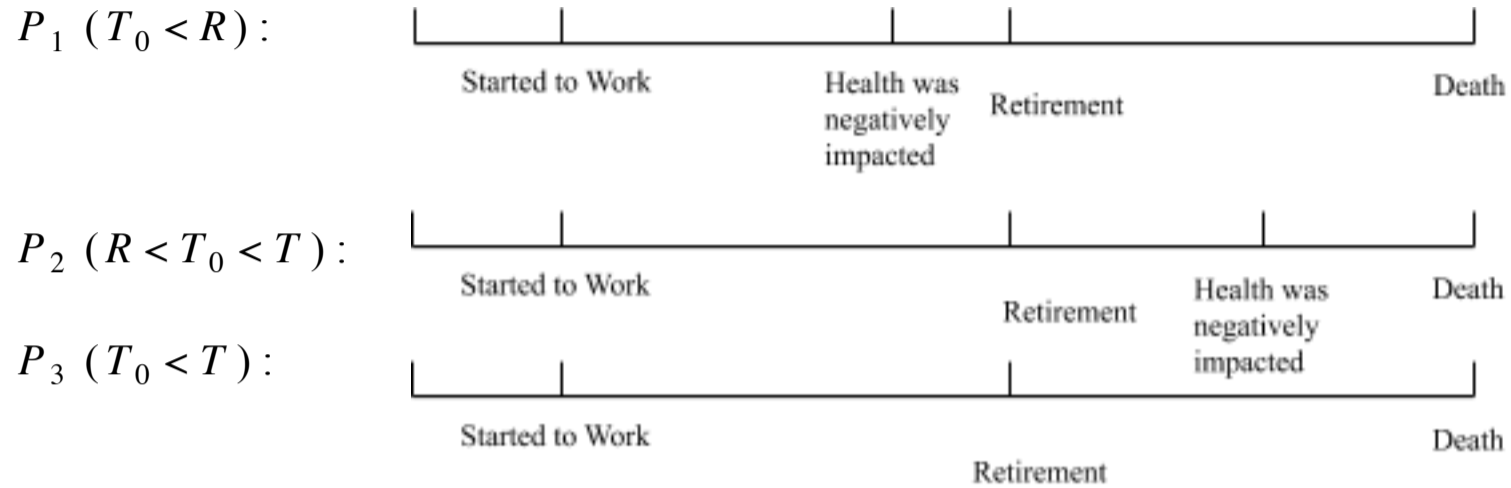 P₁ (T₀ < R) :
Started to Work
Health was
negatively
impacted
Retirement
Death
P₂ (R < T₀ < T) :
Started to Work
Retirement
Health was
negatively
impacted
Death
P₃ (T₀ < T) :
Started to Work
Retirement
Death